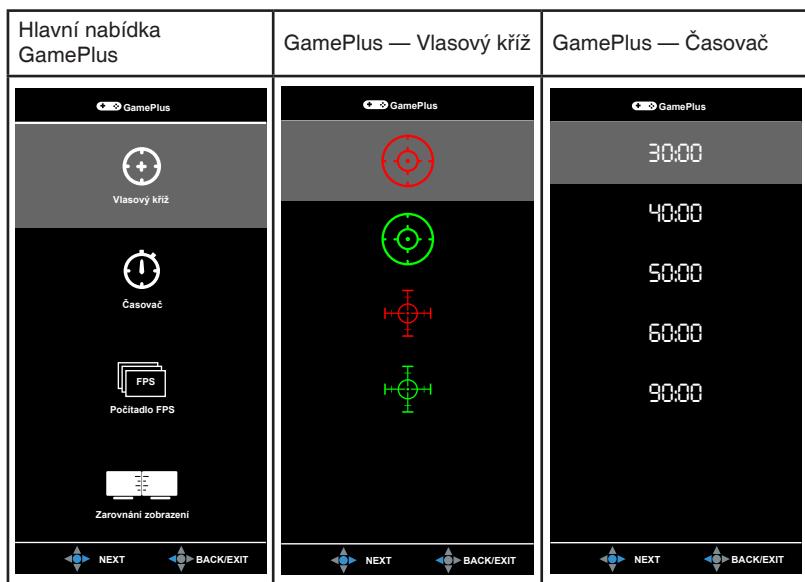 Hlavní nabídka
GamePlus
GamePlus — Vlasový kříž
GamePlus — Časovač
GamePlus
Vlasový kříž
Časovač
FPS
Počítadlo FPS
Zarovnání zobrazení
NEXT BACK/EXIT
GamePlus
NEXT BACK/EXIT
GamePlus
30:00
40:00
50:00
60:00
90:00
NEXT BACK/EXIT